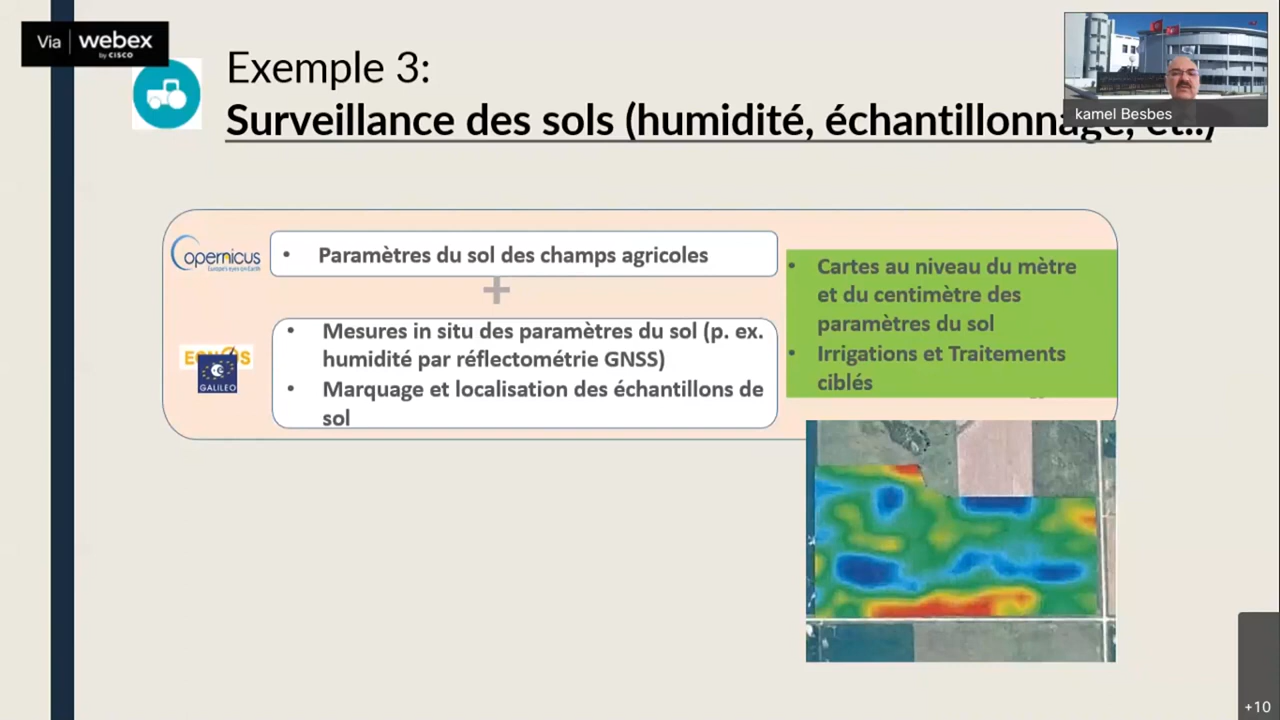 Via webex
by CISCO
kamel Besbes
Exemple 3:
Surveillance des sols (humidité, échantillonnage, et..)
Copernicus
Europe's eyes on Earth
• Paramètres du sol des champs agricoles
+
EGNOS
GALILEO
• Mesures in situ des paramètres du sol (p. ex.
humidité par réflectométrie GNSS)
• Marquage et localisation des échantillons de
sol
• Cartes au niveau du mètre
et du centimètre des
paramètres du sol
• Irrigations et Traitements
ciblés
+10